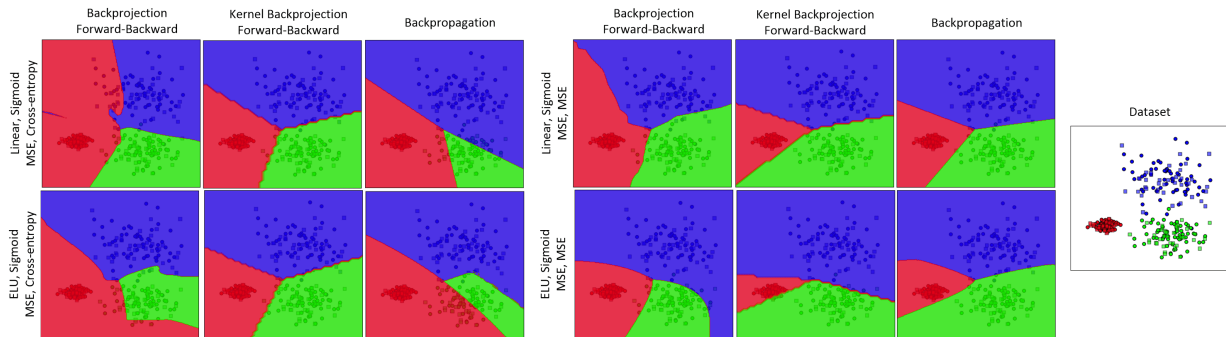 Backprojection
Forward-Backward
Kernel Backprojection
Forward-Backward
Backpropagation
Backprojection
Forward-Backward
Kernel Backprojection
Forward-Backward
Backpropagation
Linear, Sigmoid
MSE, Cross-entropy
Linear, Sigmoid
MSE, MSE
Dataset
ELU, Sigmoid
MSE, Cross-entropy
ELU, Sigmoid
MSE, MSE